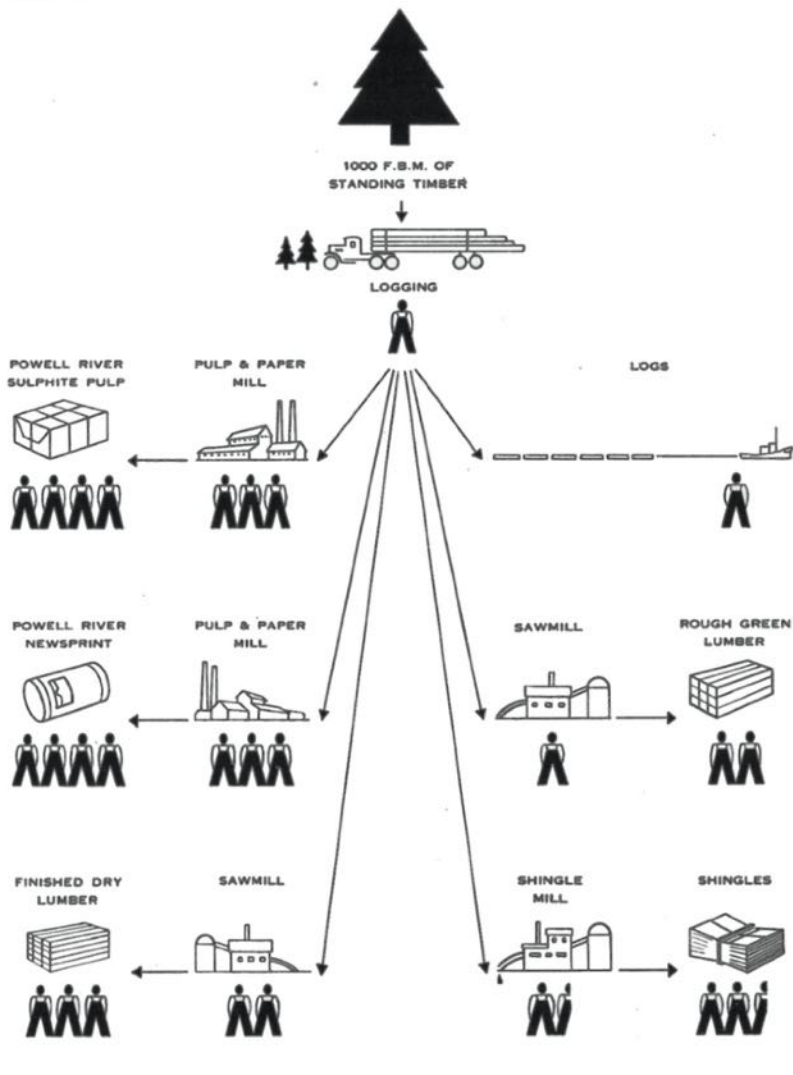 1000 F.B.M. OF
STANDING TIMBER
LOGGING
POWELL RIVER
SULPHITE PULP
PULP & PAPER
MILL
LOGS
POWELL RIVER
NEWSPRINT
PULP & PAPER
MILL
SAWMILL
ROUGH GREEN
LUMBER
FINISHED DRY
LUMBER
SAWMILL
SHINGLE
MILL
SHINGLES